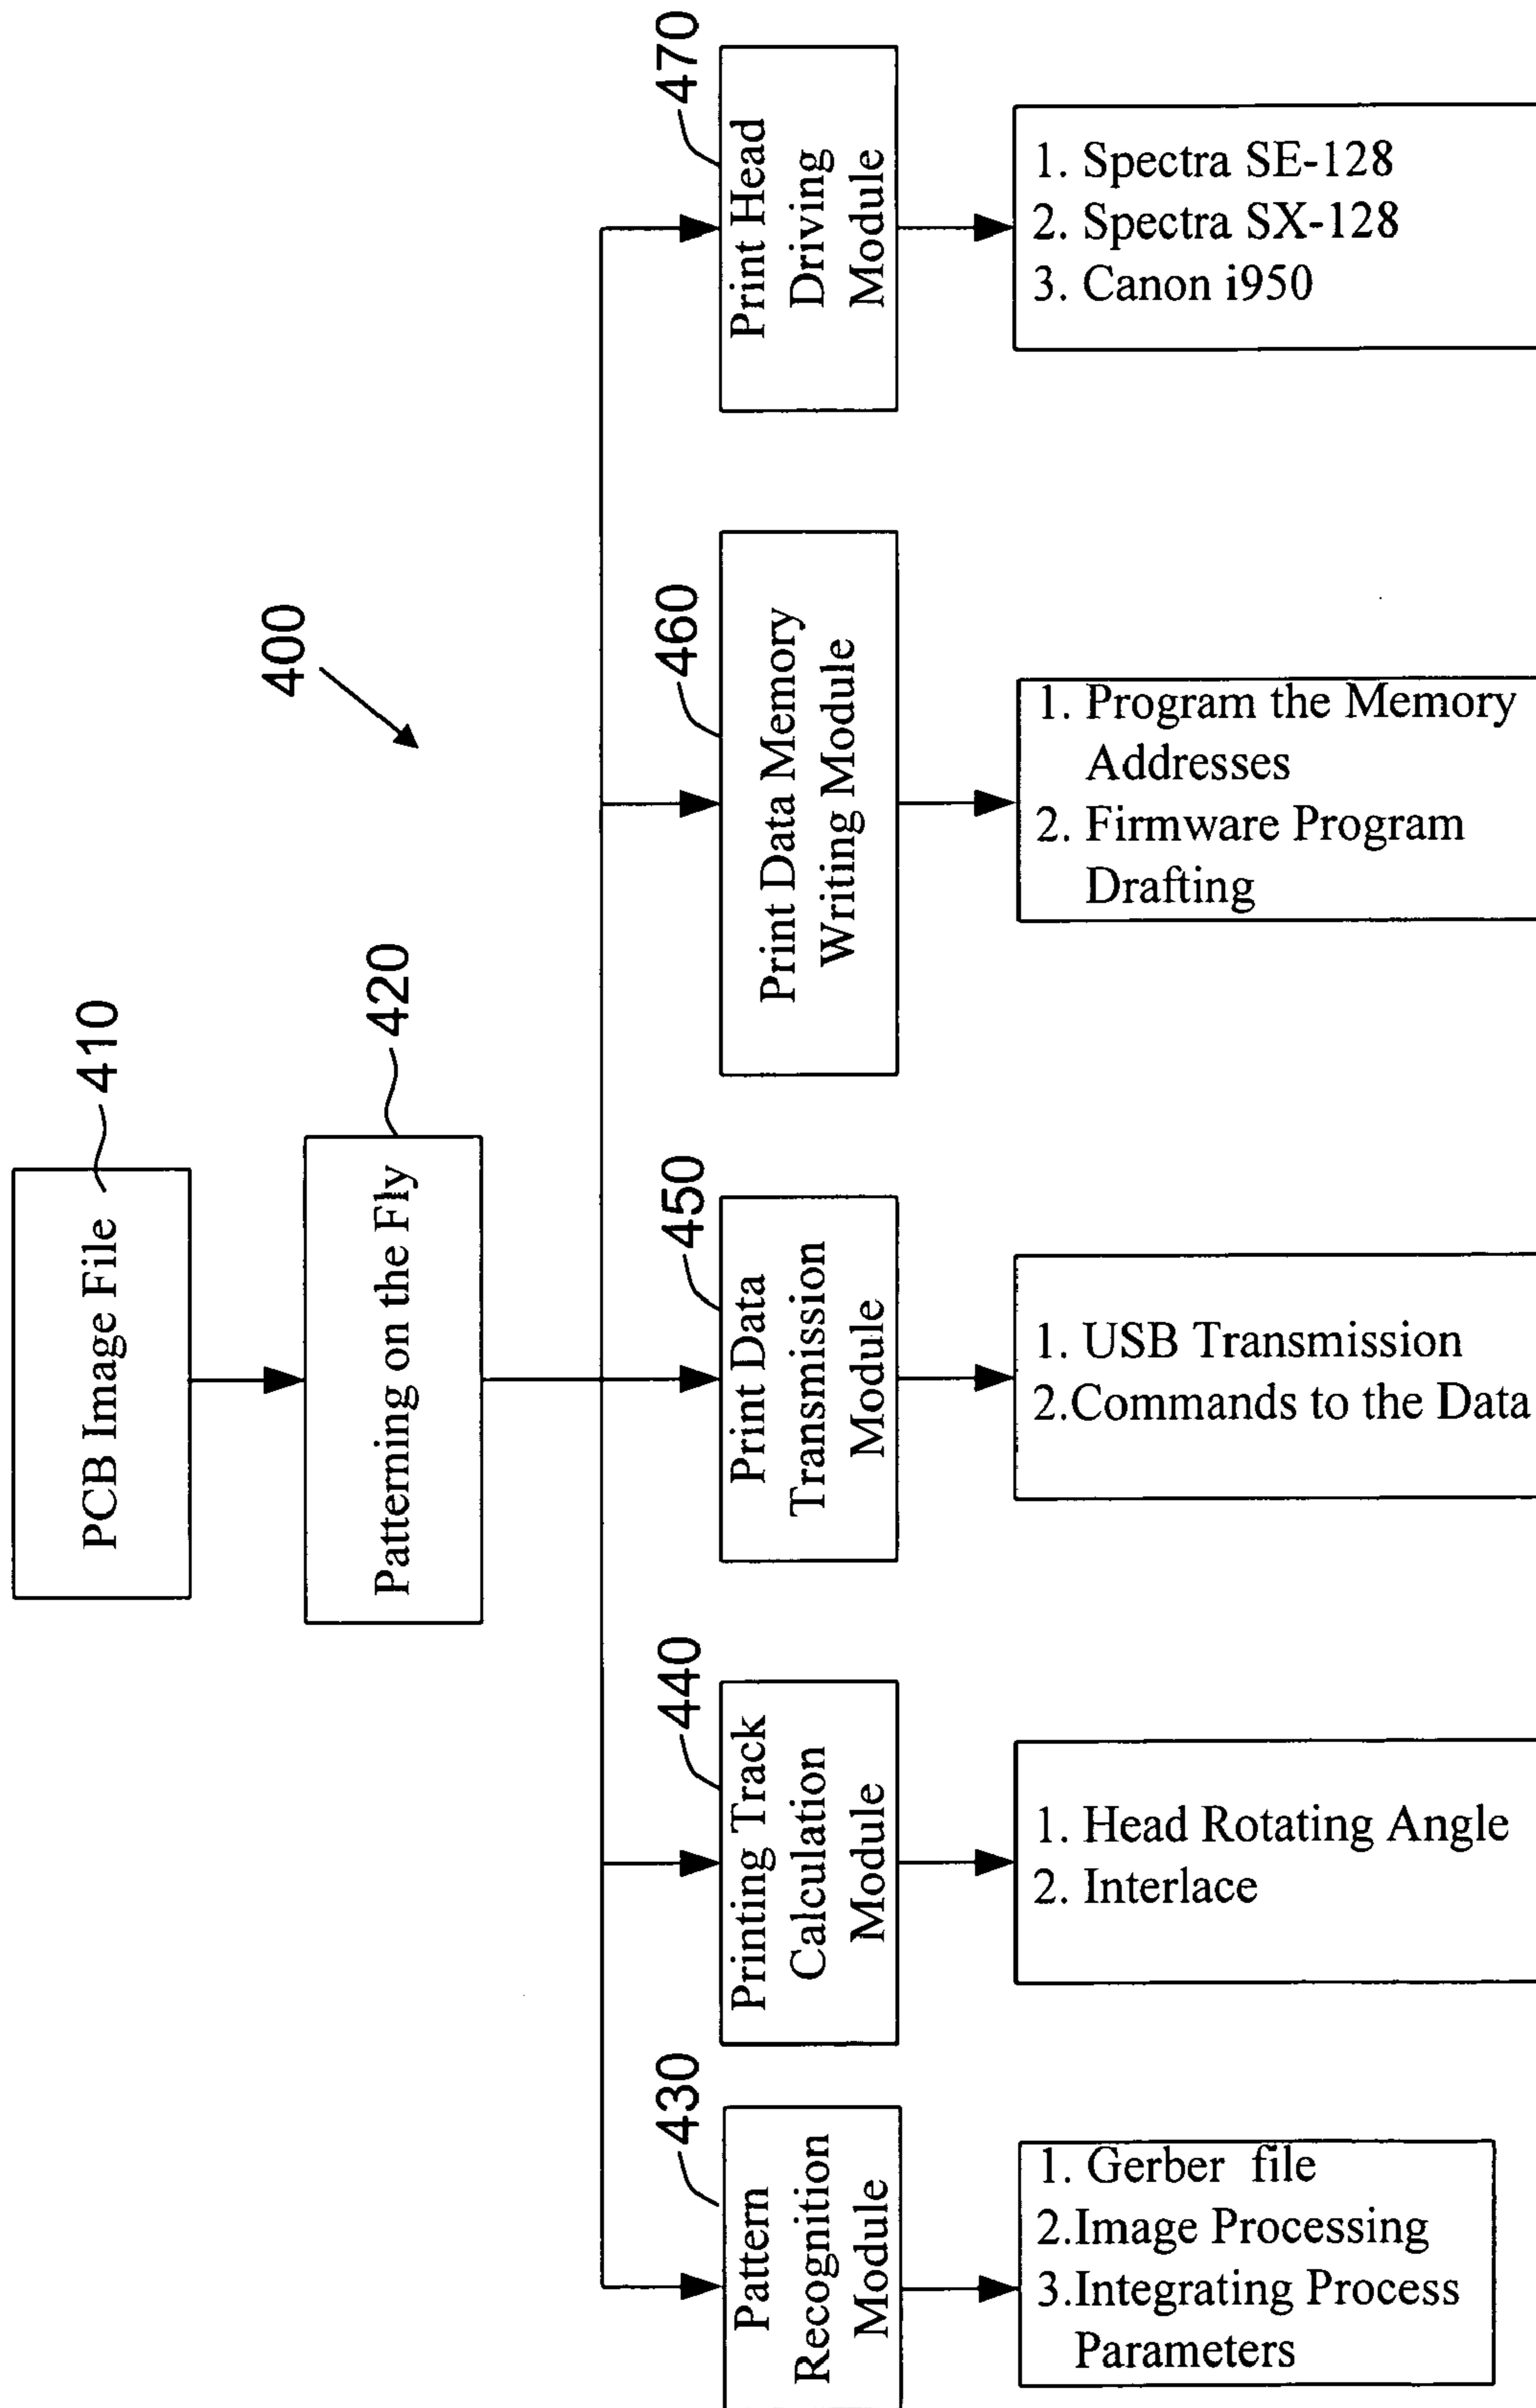 400
PCB Image File
410
Patterning on the Fly
420
430
Pattern
Recognition
Module
440
Printing Track
Calculation
Module
450
Print Data
Transmission
Module
460
Print Data Memory
Writing Module
470
Print Head
Driving
Module
1. Gerber file
2.Image Processing
3.Integrating Process
Parameters
1. Head Rotating Angle
2. Interlace
1. USB Transmission
2.Commands to the Data
1. Program the Memory
Addresses
2. Firmware Program
Drafting
1. Spectra SE-128
2. Spectra SX-128
3. Canon i950